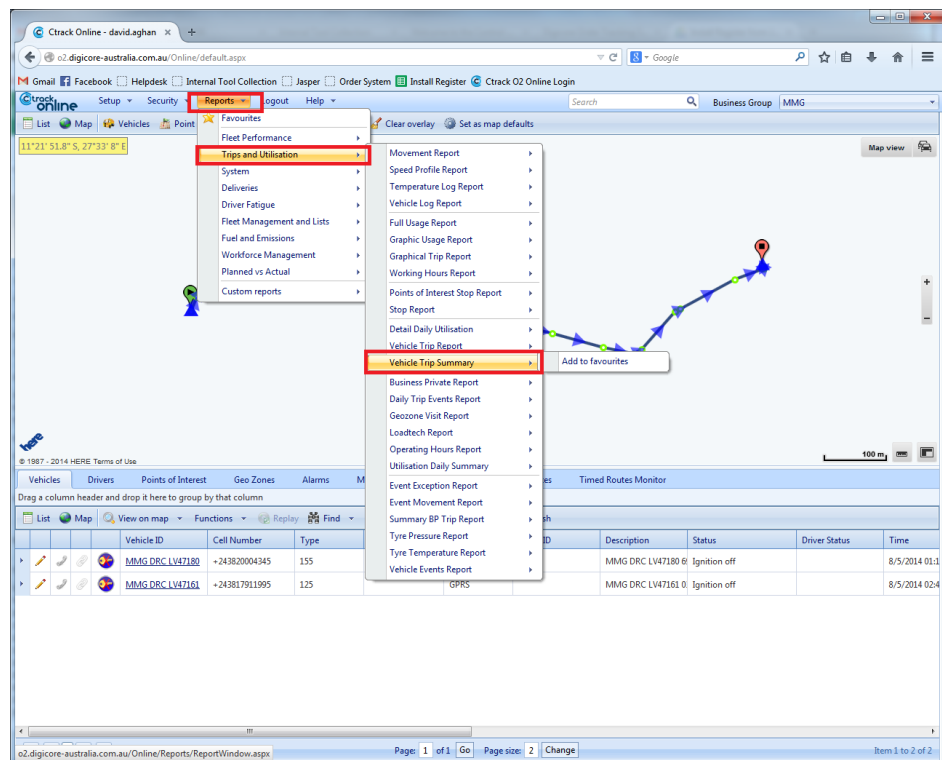 Ctrack Online - david.aghan × +
o2.digicore-australia.com.au/Online/default.aspx
Google
Gmail Facebook Helpdesk Internal Tool Collection Jasper Order System Install Register Ctrack O2 Online Login
Ctrack Online Setup Security Reports Logout Help Search Business Group MMG
List Map Vehicles Point Clear overlay Set as map defaults
11°21' 51.8" S, 27°33' 8" E
Map view
Favourites
Fleet Performance
Trips and Utilisation
System
Deliveries
Driver Fatigue
Fleet Management and Lists
Fuel and Emissions
Workforce Management
Planned vs Actual
Custom reports
Movement Report
Speed Profile Report
Temperature Log Report
Vehicle Log Report
Full Usage Report
Graphic Usage Report
Graphical Trip Report
Working Hours Report
Points of Interest Stop Report
Stop Report
Detail Daily Utilisation
Vehicle Trip Report
Vehicle Trip Summary
Add to favourites
Business Private Report
Daily Trip Events Report
Geozone Visit Report
Loadtech Report
Operating Hours Report
Utilisation Daily Summary
Event Exception Report
Event Movement Report
Summary BP Trip Report
Tyre Pressure Report
Tyre Temperature Report
Vehicle Events Report
here
© 1987 - 2014 HERE Terms of Use
100 m
Vehicles Drivers Points of Interest Geo Zones Alarms M es Timed Routes Monitor
Drag a column header and drop it here to group by that column
List Map View on map Functions Replay Find sh
Vehicle ID Cell Number Type ID Description Status Driver Status Time
MMG DRC LV47180 +243820004345 155 MMG DRC LV47180 6 Ignition off 8/5/2014 01:1
MMG DRC LV47161 +243817911995 125 GPRS MMG DRC LV47161 0 Ignition off 8/5/2014 02:4
o2.digicore-australia.com.au/Online/Reports/ReportWindow.aspx
Page: 1 of 1 Go Page size: 2 Change
Item 1 to 2 of 2